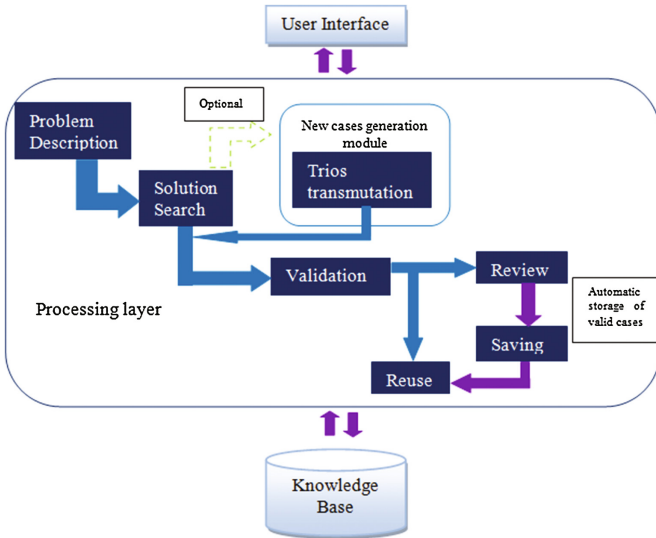 User Interface
Optional
Problem
Description
New cases generation
module
Trios
transmutation
Solution
Search
Validation
Review
Automatic
storage of
valid cases
Processing layer
Saving
Reuse
Knowledge
Base